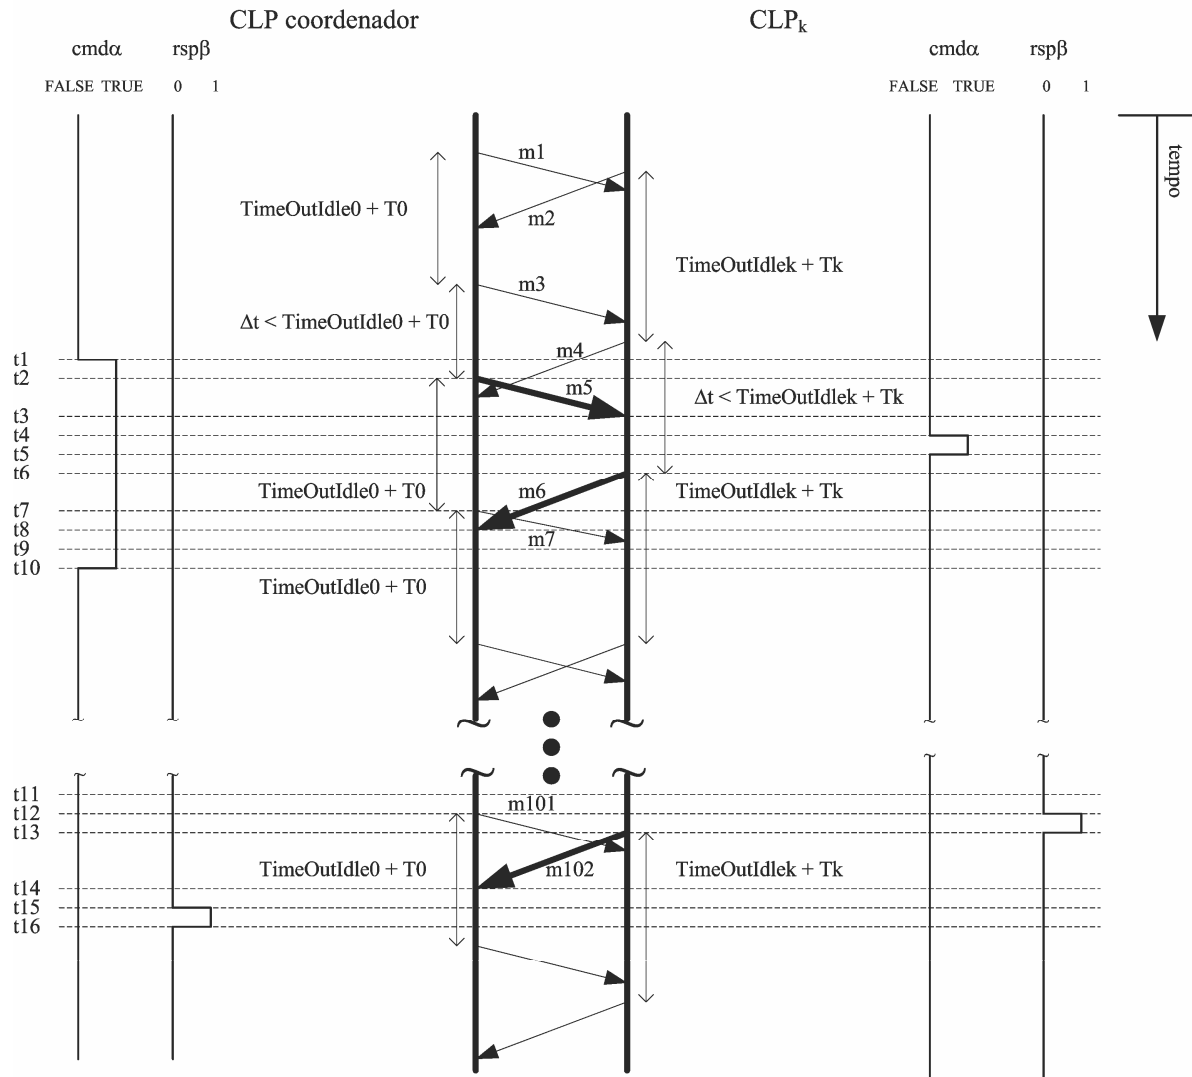 CLP coordenador
CLPk
cmdα rspβ
cmdα rspβ
FALSE TRUE 0 1
FALSE TRUE 0 1
tempo
m1
TimeOutIdle0 + T0
m2
TimeOutIdlek + Tk
m3
Δt < TimeOutIdle0 + T0
m4
t1
t2
m5
Δt < TimeOutIdlek + Tk
t3
t4
t5
t6
TimeOutIdle0 + T0
m6
TimeOutIdlek + Tk
t7
t8
m7
t9
t10
TimeOutIdle0 + T0
t11
m101
t12
t13
TimeOutIdle0 + T0
m102
TimeOutIdlek + Tk
t14
t15
t16